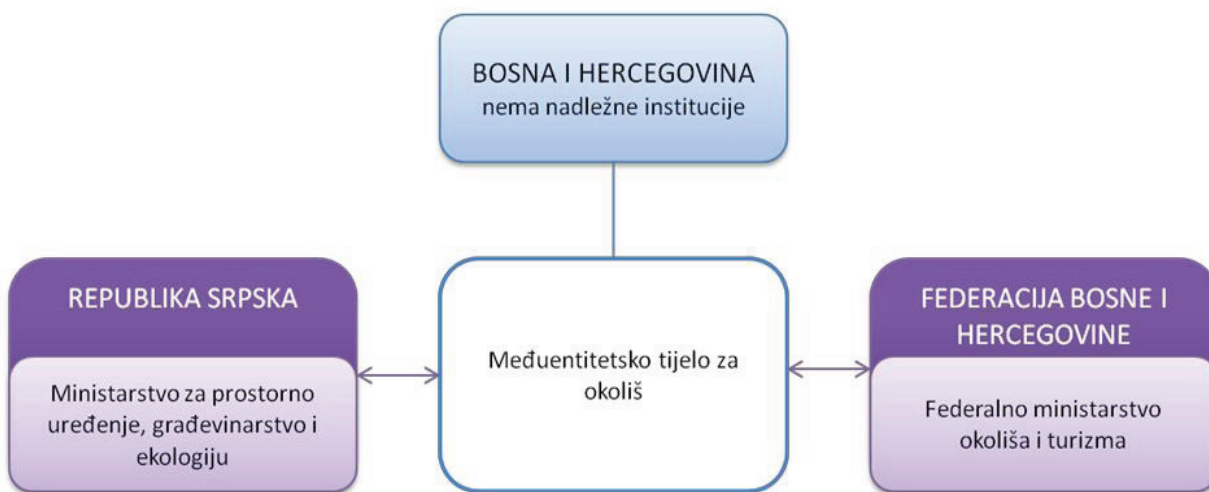 BOSNA I HERCEGOVINA
nema nadležne institucije
REPUBLIKA SRPSKA
Ministarstvo za prostorno
uređenje, građevinarstvo i
ekologiju
Međuentitetsko tijelo za
okoliš
FEDERACIJA BOSNE I
HERCEGOVINE
Federalno ministarstvo
okoliša i turizma